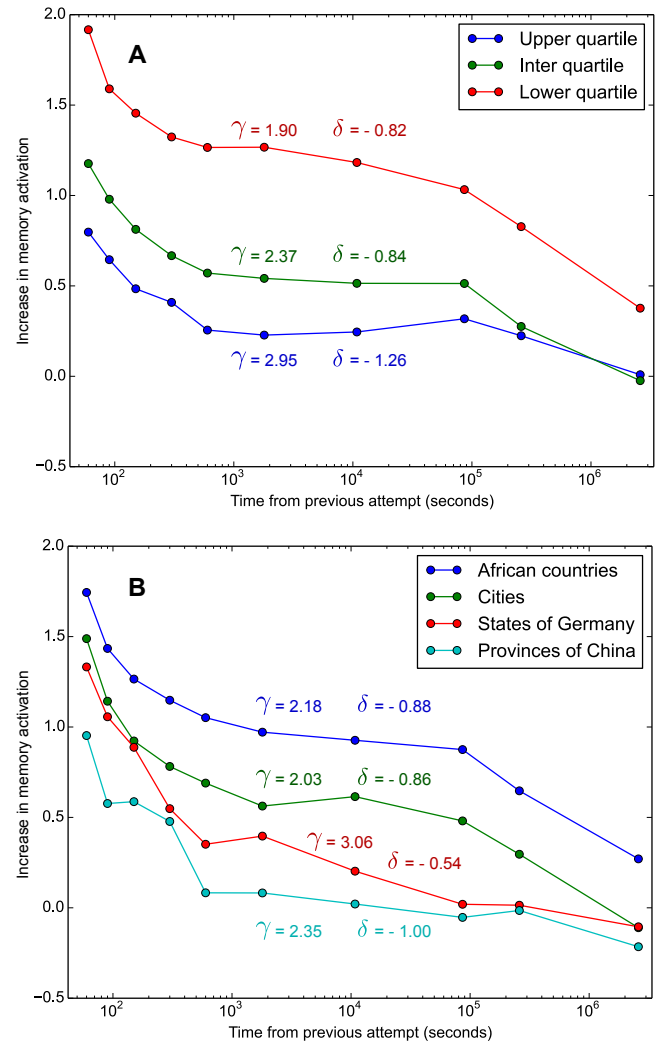 A
Upper quartile
Inter quartile
Lower quartile
2.0
1.5
1.0
0.5
0.0
−0.5
Increase in memory activation
γ = 1.90 δ = - 0.82
γ = 2.37 δ = - 0.84
γ = 2.95 δ = - 1.26
10² 10³ 10⁴ 10⁵ 10⁶
Time from previous attempt (seconds)
B
African countries
Cities
States of Germany
Provinces of China
2.0
1.5
1.0
0.5
0.0
−0.5
Increase in memory activation
γ = 2.18 δ = - 0.88
γ = 2.03 δ = - 0.86
γ = 3.06
δ = - 0.54
γ = 2.35 δ = - 1.00
10² 10³ 10⁴ 10⁵ 10⁶
Time from previous attempt (seconds)